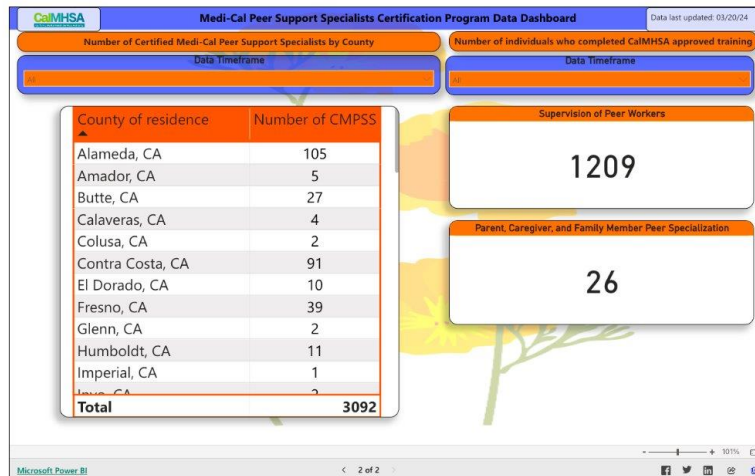 CalMHSA
Medi-Cal Peer Support Specialists Certification Program Data Dashboard
Data last updated: 03/20/24
Number of Certified Medi-Cal Peer Support Specialists by County
Number of individuals who completed CalMHSA approved training
Data Timeframe
All
Data Timeframe
All
County of residence Number of CMPSS
Alameda, CA 105
Amador, CA 5
Butte, CA 27
Calaveras, CA 4
Colusa, CA 2
Contra Costa, CA 91
El Dorado, CA 10
Fresno, CA 39
Glenn, CA 2
Humboldt, CA 11
Imperial, CA 1
Total 3092
Supervision of Peer Workers
1209
Parent, Caregiver, and Family Member Peer Specialization
26
- + 101%
Microsoft Power BI
< 2 of 2 >